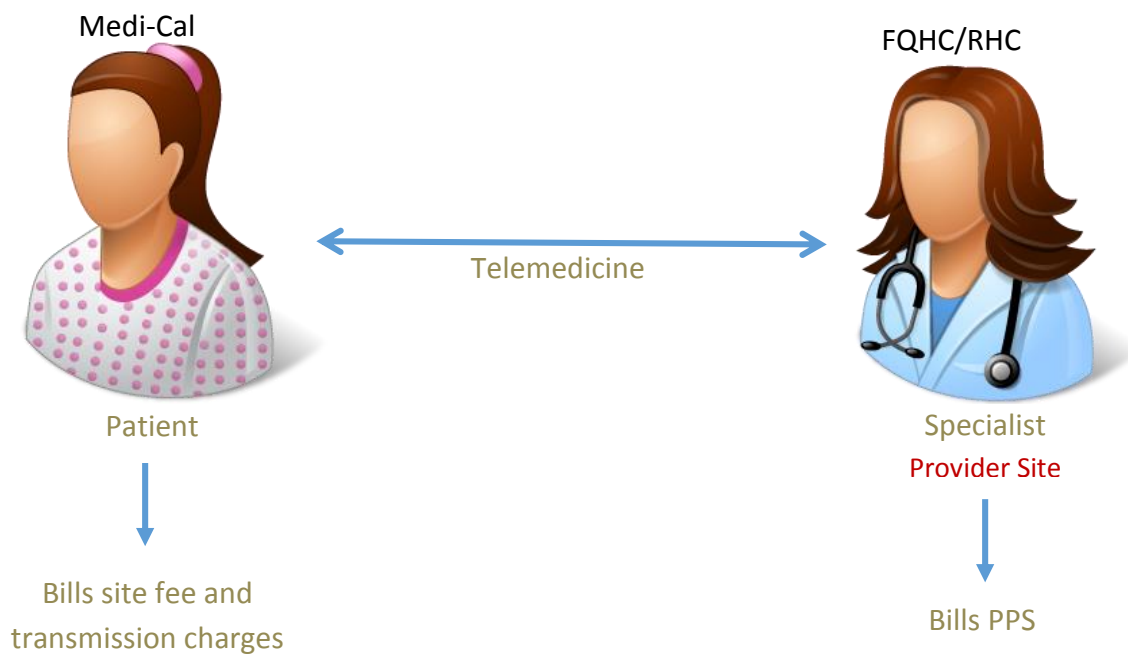 Medi-Cal
FQHC/RHC
Telemedicine
Patient
Specialist
Provider Site
Bills site fee and
transmission charges
Bills PPS